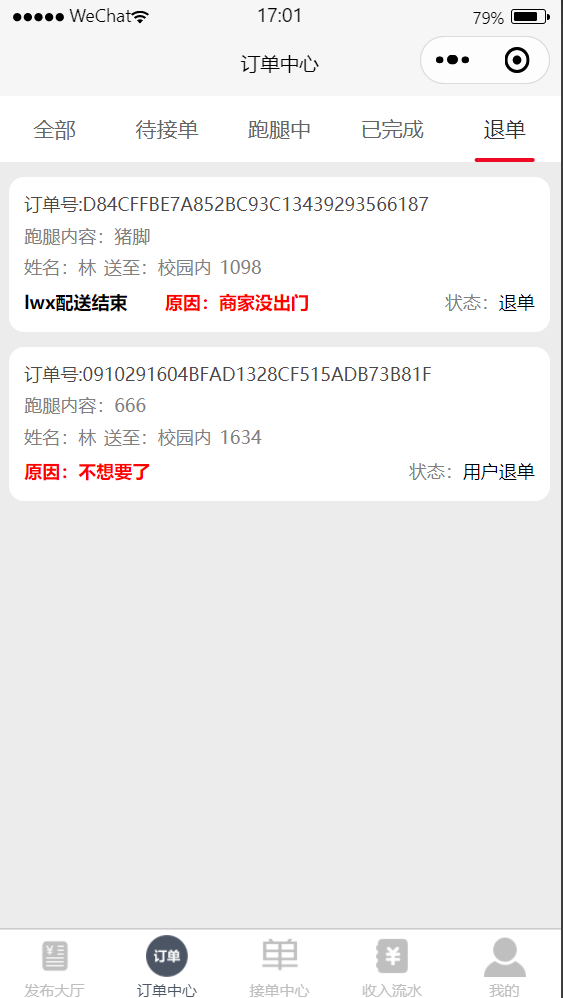 WeChat 17:01 79%
订单中心
全部 待接单 跑腿中 已完成 退单
订单号:D84CFFBE7A852BC93C13439293566187
跑腿内容：猪脚
姓名：林 送至：校园内 1098
lwx配送结束 原因：商家没出门 状态：退单
订单号:0910291604BFAD1328CF515ADB73B81F
跑腿内容：666
姓名：林 送至：校园内 1634
原因：不想要了 状态：用户退单
订单 单
发布大厅 订单中心 接单中心 收入流水 我的